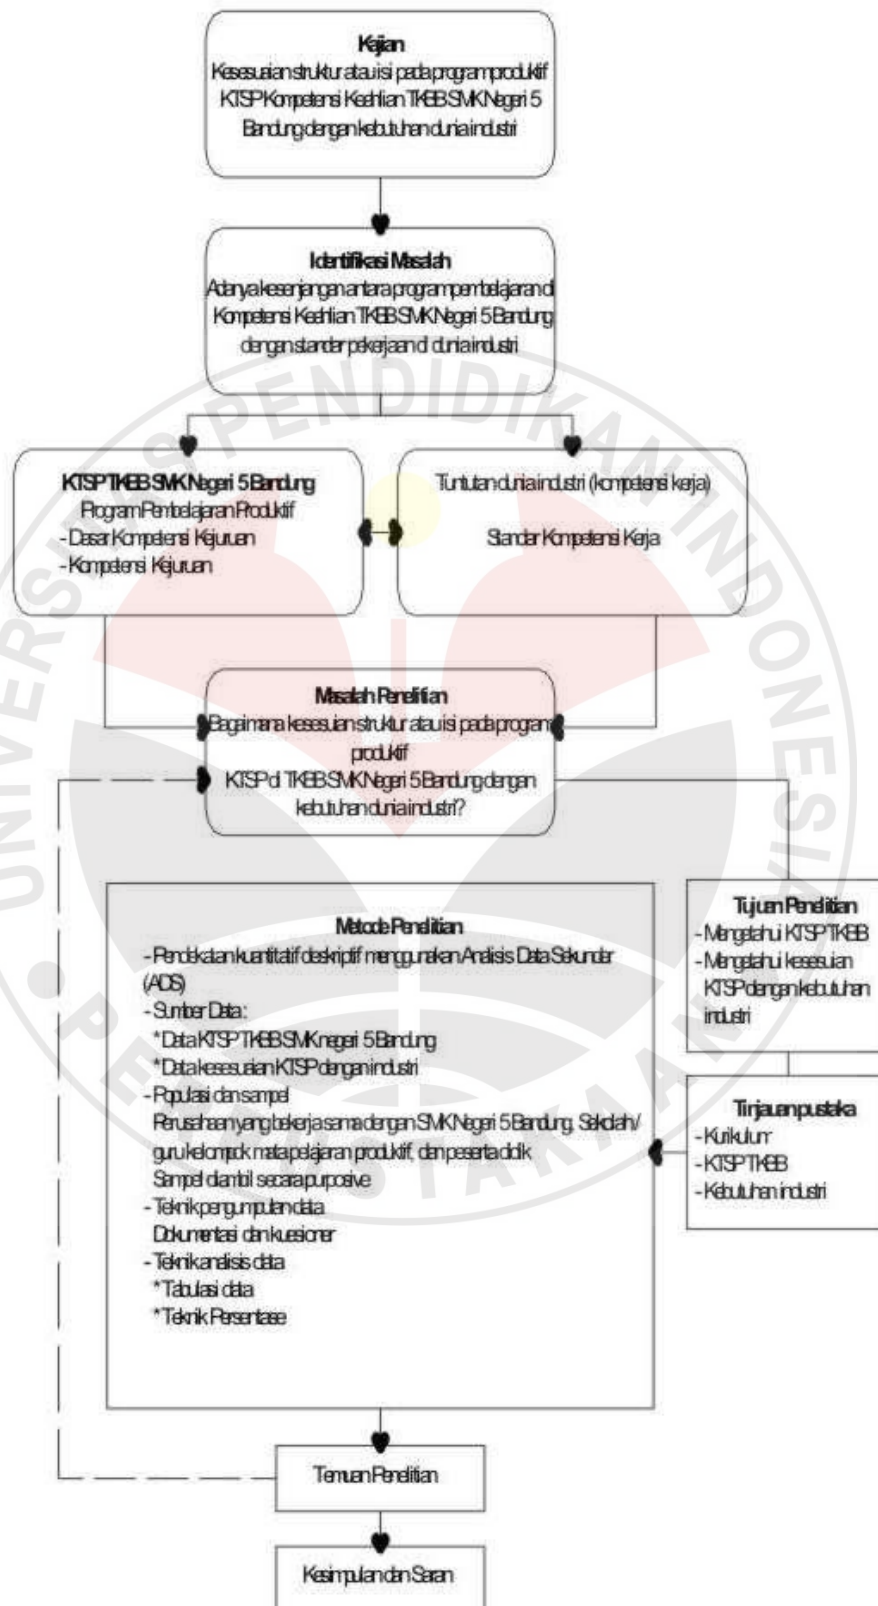 Kajian
Kesesuaian struktur atau isi pada program produktif
KTSP Kompetensi Keahlian TKBB SMK Negeri 5
Bandung dengan kebutuhan dunia industri
Identifikasi Masalah
Adanya kesenjangan antara program pembelajaran di
Kompetensi Keahlian TKBB SMK Negeri 5 Bandung
dengan standar pekerjaan di dunia industri
KTSP TKBB SMK Negeri 5 Bandung
Program Pembelajaran Produktif
- Dasar Kompetensi Kejuruan
- Kompetensi Kejuruan
Tuntutan dunia industri (kompetensi kerja)
Standar Kompetensi Kerja
Masalah Penelitian
Bagaimana kesesuian struktur atau isi pada program
produktif
KTSP di TKBB SMK Negeri 5 Bandung dengan
kebutuhan dunia industri?
Metode Penelitian
- Pendekatan kuantitatif deskriptif menggunakan Analisis Data Sekunder
(ADS)
- Sumber Data :
* Data KTSP TKBB SMK negeri 5 Bandung
* Data kesesuaian KTSP dengan industri
- Populasi dan sampel
Perusahaan yang bekerja sama dengan SMK Negeri 5 Bandung, Sekolah/
guru kelompok mata pelajaran produktif, dan peserta didik
Sampel diambil secara purposive
- Teknik pengumpulan data
Dokumentasi dan kuesioner
- Teknik analisis data
* Tabulasi data
* Teknik Persentase
Tujuan Penelitian
- Mengetahui KTSP TKBB
- Mengetahui kesesuian
KTSP dengan kebutuhan
industri
Tinjauan pustaka
- Kurikulum
- KTSP TKBB
- Kebutuhan industri
Temuan Penelitian
Kesimpulan dan Saran
UNIVERSITAS PENDIDIKAN INDONESIA
PERPUSTAKAAN